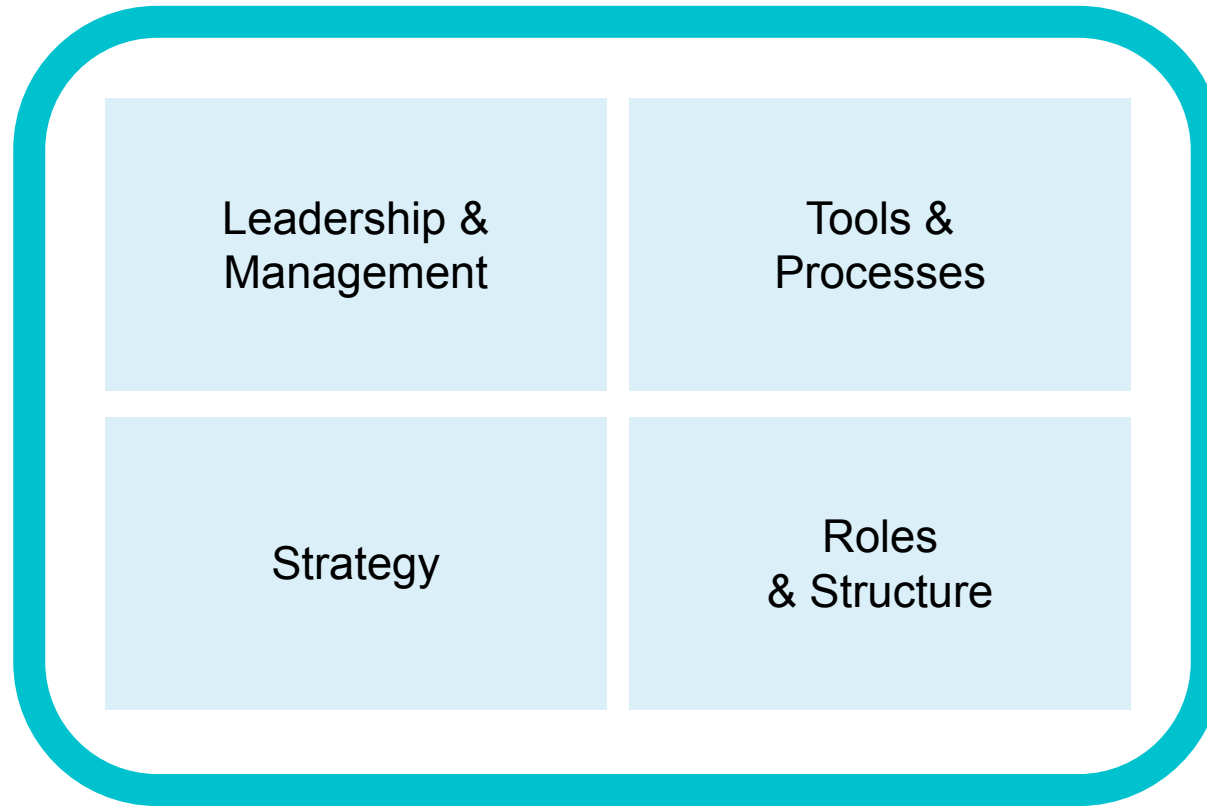 Leadership &
Management
Tools &
Processes
Strategy
Roles
& Structure